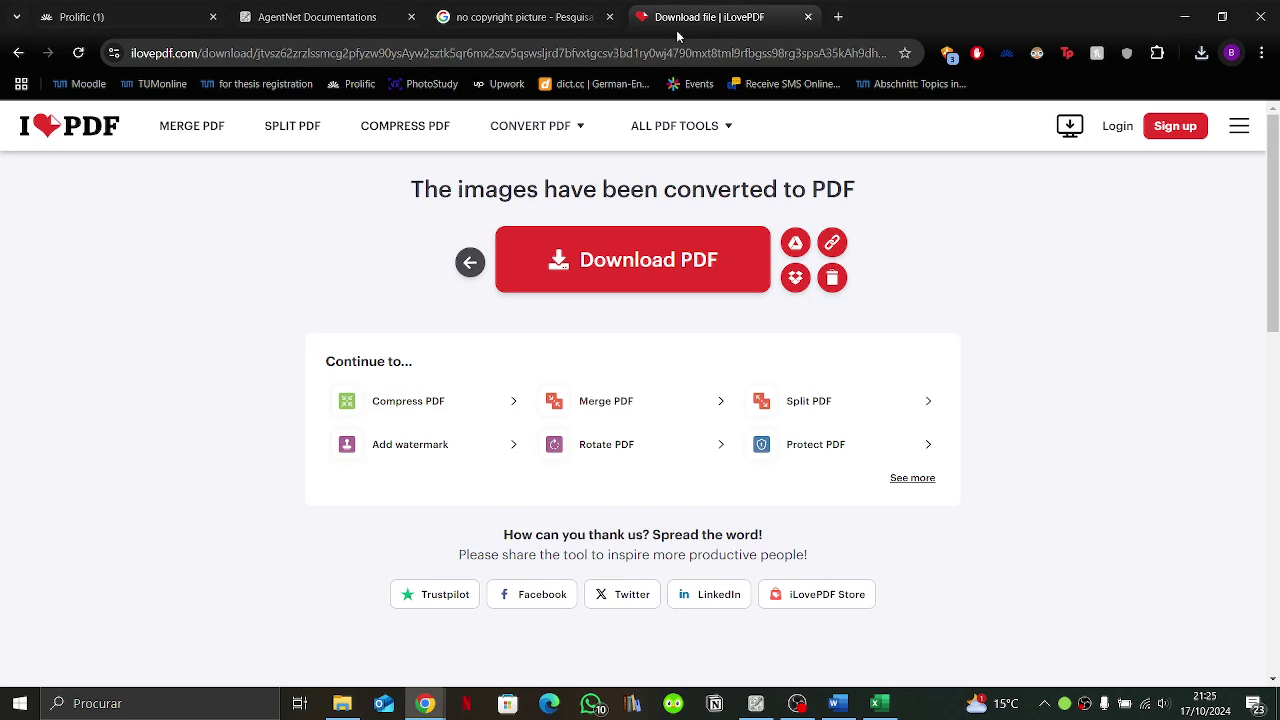 Prolific (1)
AgentNet Documentations
no copyright picture - Pesquisa
Download file | iLovePDF
Moodle
TUMonline
for thesis registration
Prolific
PhotoStudy
Upwork
dict.cc | German-En...
Events
Receive SMS Online...
Abschnitt: Topics in...
I PDF
MERGE PDF
SPLIT PDF
COMPRESS PDF
CONVERT PDF
ALL PDF TOOLS
Login
Sign up
The images have been converted to PDF
Download PDF
Continue to...
Compress PDF
Merge PDF
Split PDF
Add watermark
Rotate PDF
Protect PDF
See more
How can you thank us? Spread the word!
Please share the tool to inspire more productive people!
Trustpilot
Facebook
Twitter
LinkedIn
iLovePDF Store
Procurar
15°C
21:25
17/10/2024